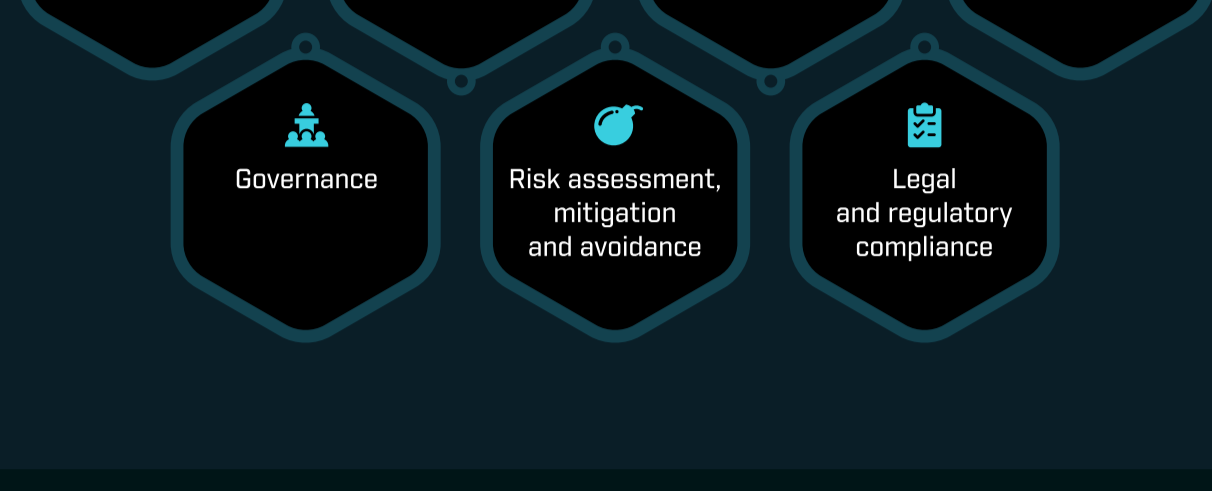 Governance
Risk assessment,
mitigation
and avoidance
Legal
and regulatory
compliance